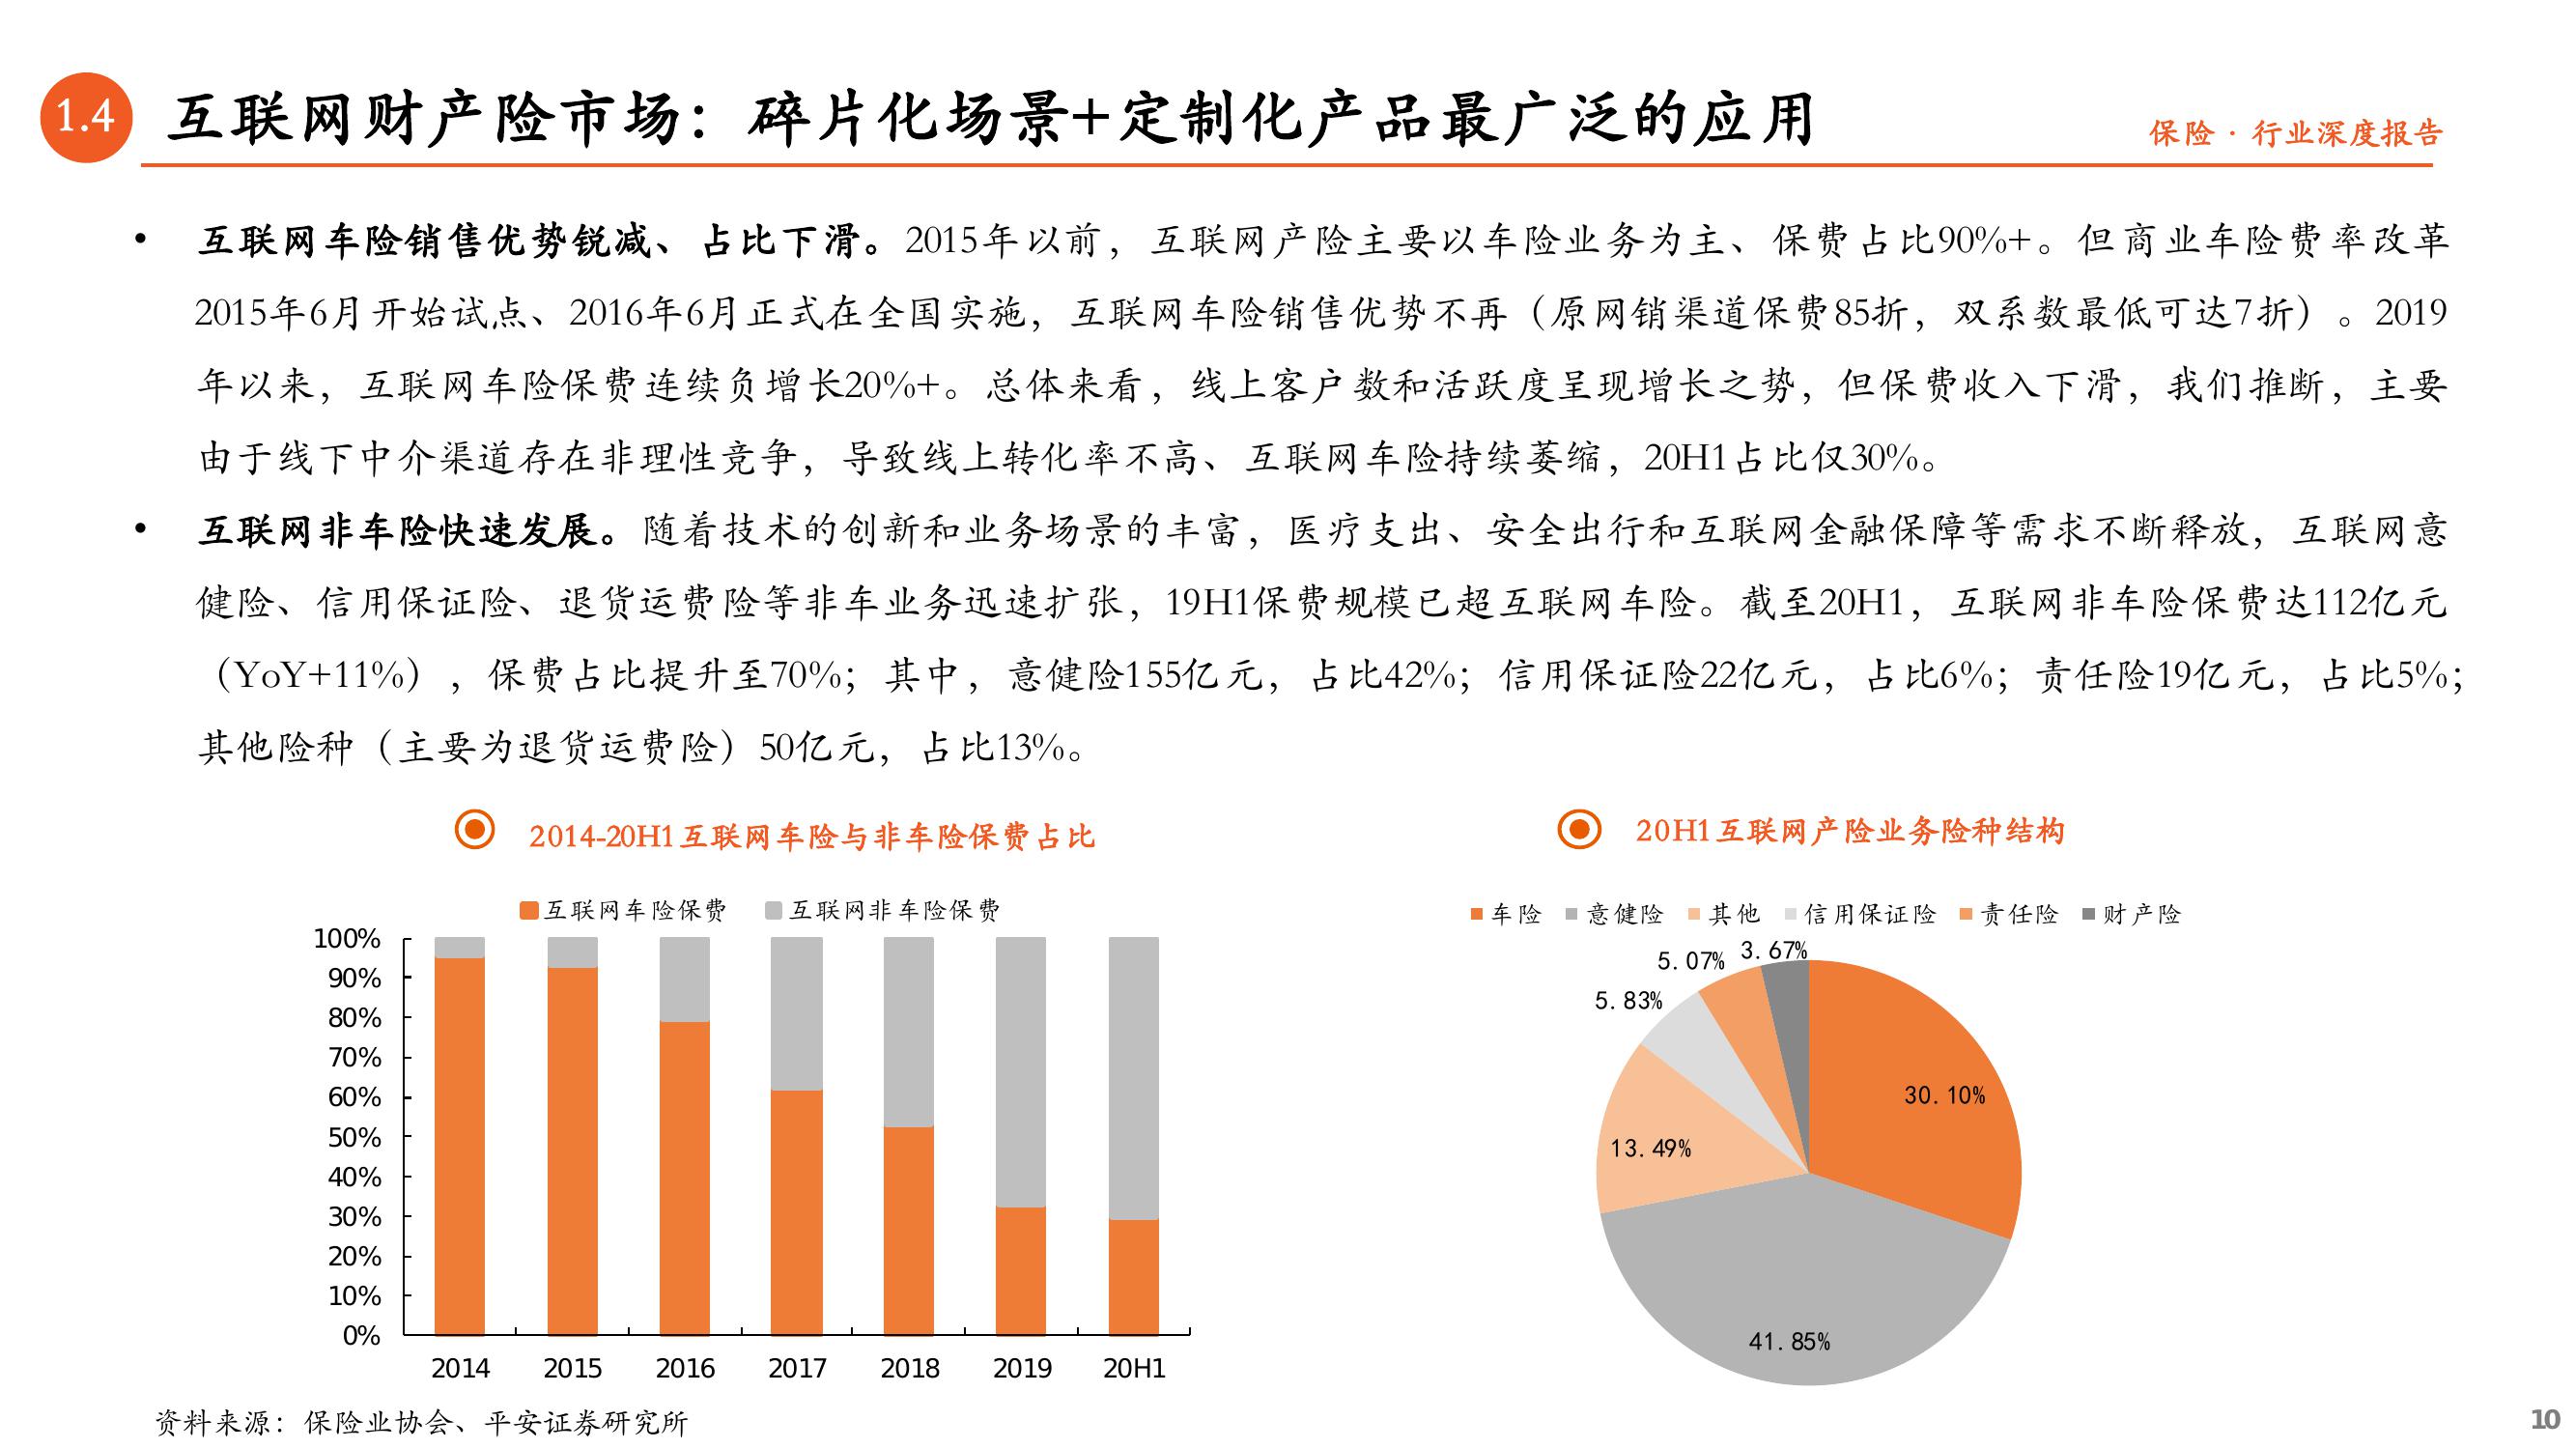 1.4 互联网财产险市场：碎片化场景+定制化产品最广泛的应用
保险 · 行业深度报告
• 互联网车险销售优势锐减、占比下滑。2015年以前，互联网产险主要以车险业务为主、保费占比90%+。但商业车险费率改革
2015年6月开始试点、2016年6月正式在全国实施，互联网车险销售优势不再（原网销渠道保费85折，双系数最低可达7折）。2019
年以来，互联网车险保费连续负增长20%+。总体来看，线上客户数和活跃度呈现增长之势，但保费收入下滑，我们推断，主要
由于线下中介渠道存在非理性竞争，导致线上转化率不高、互联网车险持续萎缩，20H1占比仅30%。
• 互联网非车险快速发展。随着技术的创新和业务场景的丰富，医疗支出、安全出行和互联网金融保障等需求不断释放，互联网意
健险、信用保证险、退货运费险等非车业务迅速扩张，19H1保费规模已超互联网车险。截至20H1，互联网非车险保费达112亿元
（YoY+11%），保费占比提升至70%；其中，意健险155亿元，占比42%；信用保证险22亿元，占比6%；责任险19亿元，占比5%；
其他险种（主要为退货运费险）50亿元，占比13%。
2014-20H1互联网车险与非车险保费占比
互联网车险保费 互联网非车险保费
100%
90%
80%
70%
60%
50%
40%
30%
20%
10%
0%
2014 2015 2016 2017 2018 2019 20H1
20H1互联网产险业务险种结构
车险 意健险 其他 信用保证险 责任险 财产险
3.67%
5.07%
5.83%
30.10%
13.49%
41.85%
资料来源：保险业协会、平安证券研究所
10